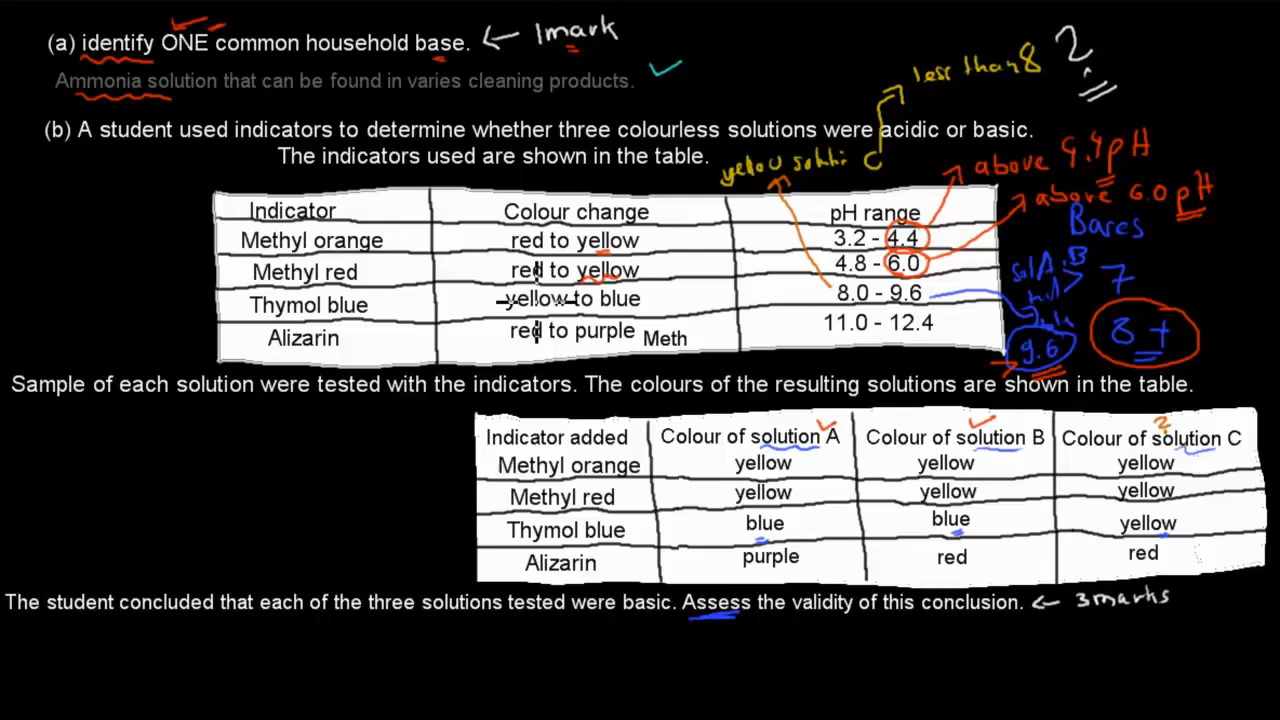 (a) identify ONE common household base. ← 1mark
Ammonia solution that can be found in varies cleaning products.
less than 8
?
(b) A student used indicators to determine whether three colourless solutions were acidic or basic.
The indicators used are shown in the table.
yellow C
above 4.4 pH
above 6.0 pH
Indicator Colour change pH range
Bases
Methyl orange red to yellow 3.2 - 4.4
Methyl red red to yellow 4.8 - 6.0
sol A, B > 7
Thymol blue yellow to blue 8.0 - 9.6
Alizarin red to purple 11.0 - 12.4
Meth
9.6
8 +
Sample of each solution were tested with the indicators. The colours of the resulting solutions are shown in the table.
?
Indicator added Colour of solution A Colour of solution B Colour of solution C
Methyl orange yellow yellow yellow
Methyl red yellow yellow yellow
Thymol blue blue blue yellow
Alizarin purple red red
The student concluded that each of the three solutions tested were basic. Assess the validity of this conclusion. ← 3marks